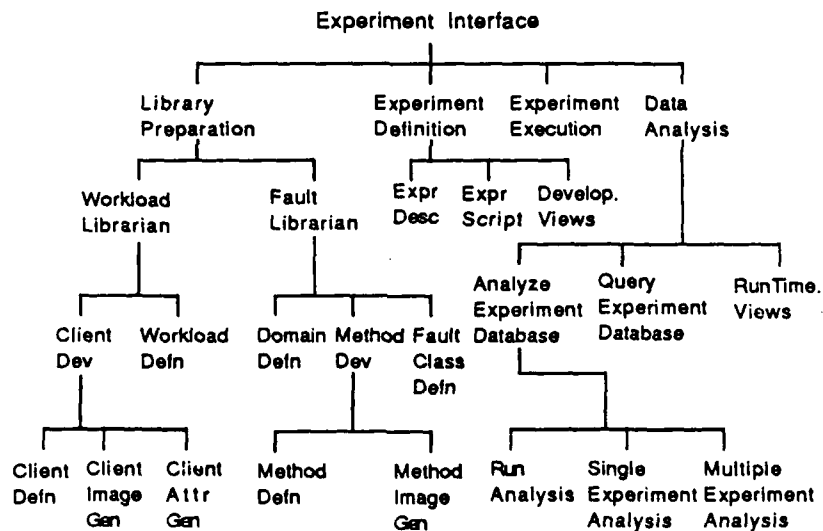 Experiment Interface
Library
Preparation
Experiment
Definition
Experiment
Execution
Data
Analysis
Workload
Librarian
Fault
Librarian
Expr
Desc
Expr
Script
Develop.
Views
Analyze
Experiment
Database
Query
Experiment
Database
RunTime.
Views
Client
Dev
Workload
Defn
Domain
Defn
Method
Dev
Fault
Class
Defn
Client
Defn
Client
Image
Gen
Client
Attr
Gen
Method
Defn
Method
Image
Gen
Run
Analysis
Single
Experiment
Analysis
Multiple
Experiment
Analysis